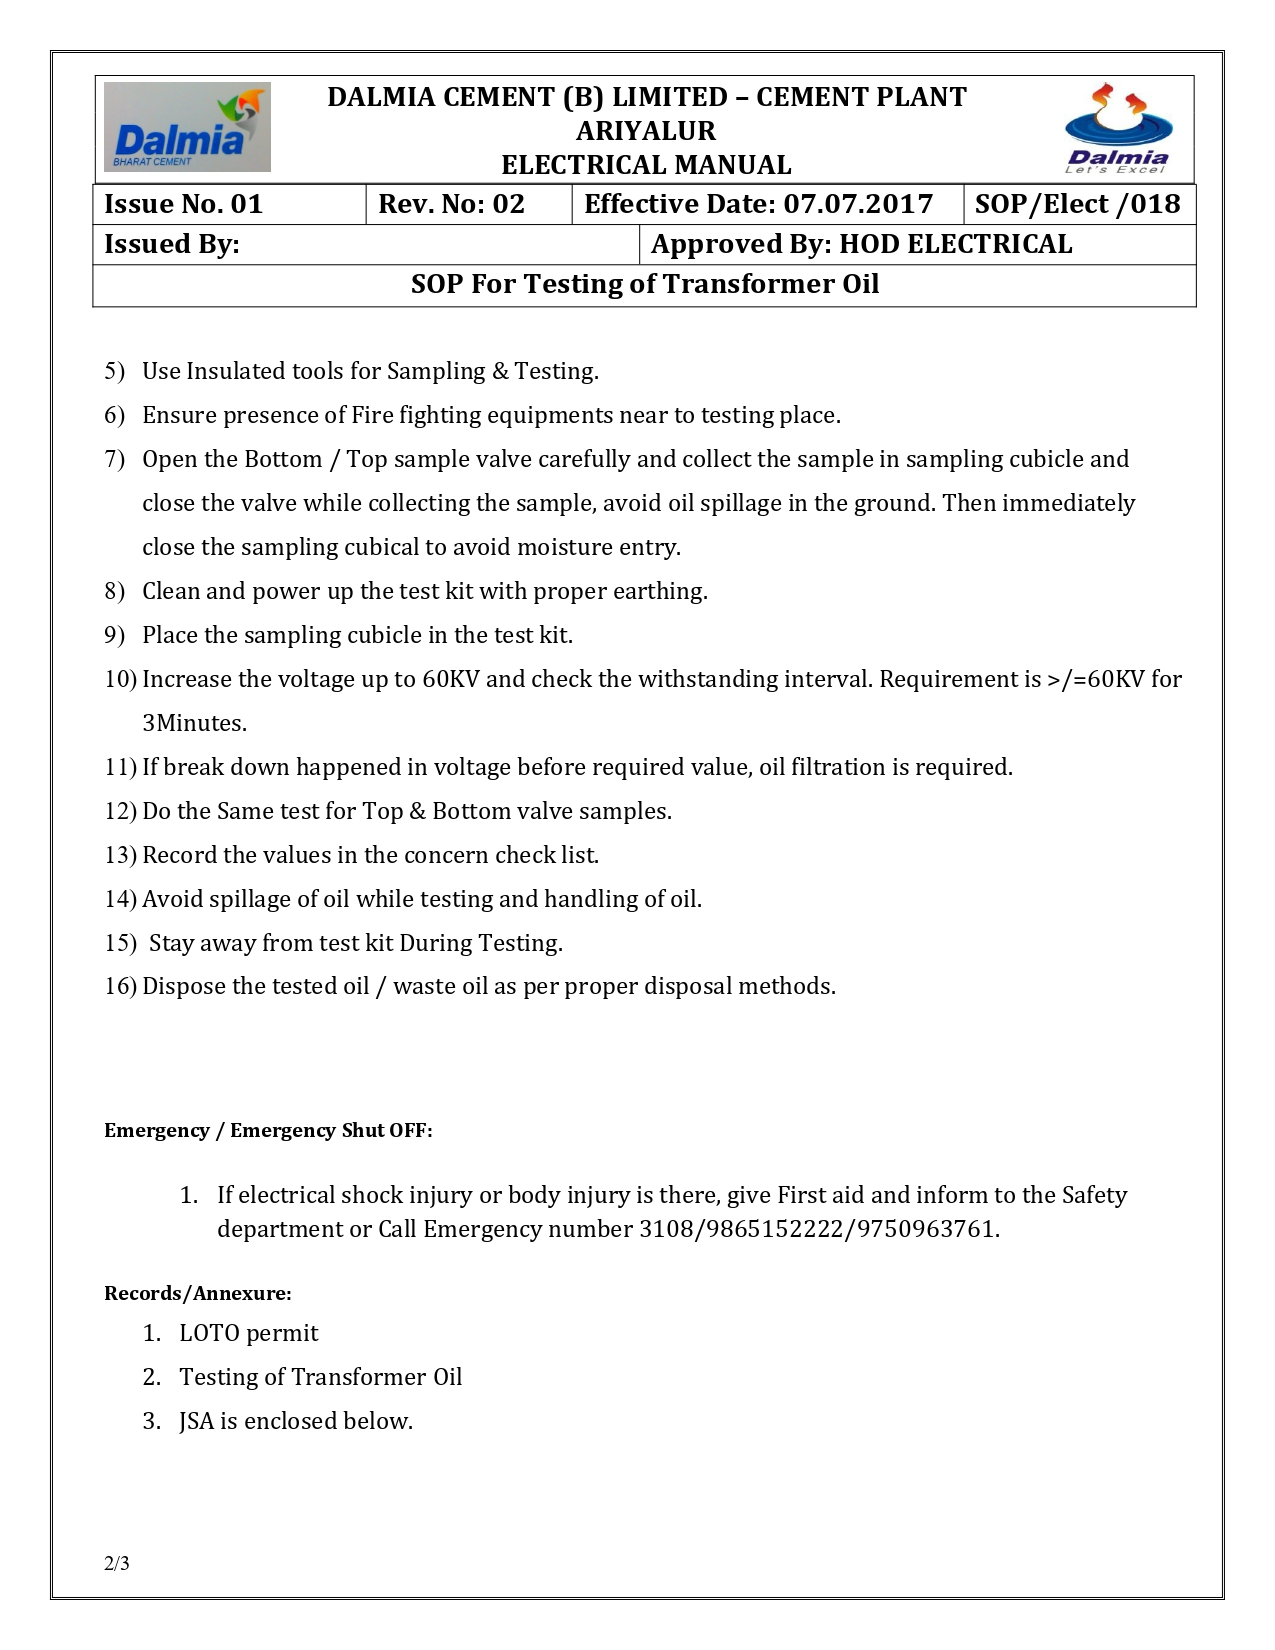 Dalmia
BHARAT CEMENT
DALMIA CEMENT (B) LIMITED – CEMENT PLANT
ARIYALUR
ELECTRICAL MANUAL
Dalmia
Let's Excel
Issue No. 01 Rev. No: 02 Effective Date: 07.07.2017 SOP/Elect /018
Issued By: Approved By: HOD ELECTRICAL
SOP For Testing of Transformer Oil
5) Use Insulated tools for Sampling & Testing.
6) Ensure presence of Fire fighting equipments near to testing place.
7) Open the Bottom / Top sample valve carefully and collect the sample in sampling cubicle and
close the valve while collecting the sample, avoid oil spillage in the ground. Then immediately
close the sampling cubical to avoid moisture entry.
8) Clean and power up the test kit with proper earthing.
9) Place the sampling cubicle in the test kit.
10) Increase the voltage up to 60KV and check the withstanding interval. Requirement is >/=60KV for
3Minutes.
11) If break down happened in voltage before required value, oil filtration is required.
12) Do the Same test for Top & Bottom valve samples.
13) Record the values in the concern check list.
14) Avoid spillage of oil while testing and handling of oil.
15) Stay away from test kit During Testing.
16) Dispose the tested oil / waste oil as per proper disposal methods.
Emergency / Emergency Shut OFF:
1. If electrical shock injury or body injury is there, give First aid and inform to the Safety
department or Call Emergency number 3108/9865152222/9750963761.
Records/Annexure:
1. LOTO permit
2. Testing of Transformer Oil
3. JSA is enclosed below.
2/3